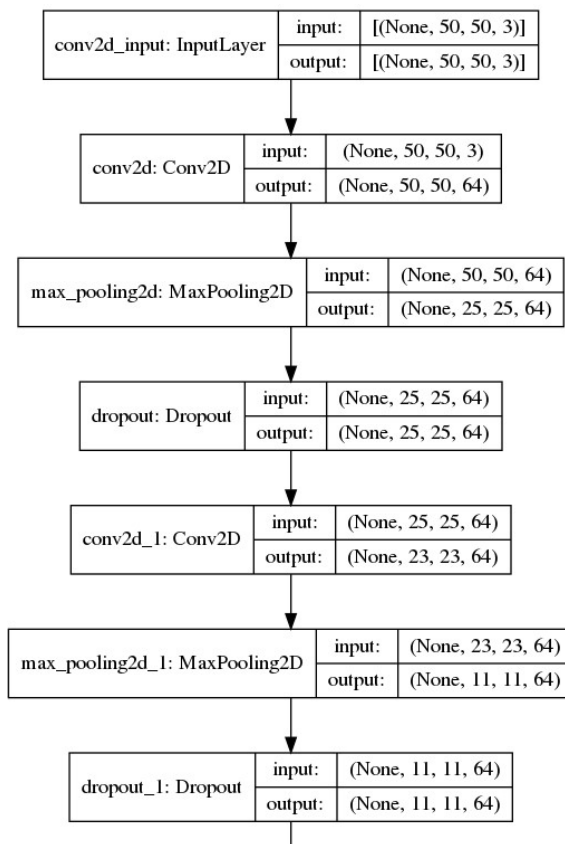 conv2d_input: InputLayer
input: [(None, 50, 50, 3)]
output: [(None, 50, 50, 3)]
conv2d: Conv2D
input: (None, 50, 50, 3)
output: (None, 50, 50, 64)
max_pooling2d: MaxPooling2D
input: (None, 50, 50, 64)
output: (None, 25, 25, 64)
dropout: Dropout
input: (None, 25, 25, 64)
output: (None, 25, 25, 64)
conv2d_1: Conv2D
input: (None, 25, 25, 64)
output: (None, 23, 23, 64)
max_pooling2d_1: MaxPooling2D
input: (None, 23, 23, 64)
output: (None, 11, 11, 64)
dropout_1: Dropout
input: (None, 11, 11, 64)
output: (None, 11, 11, 64)